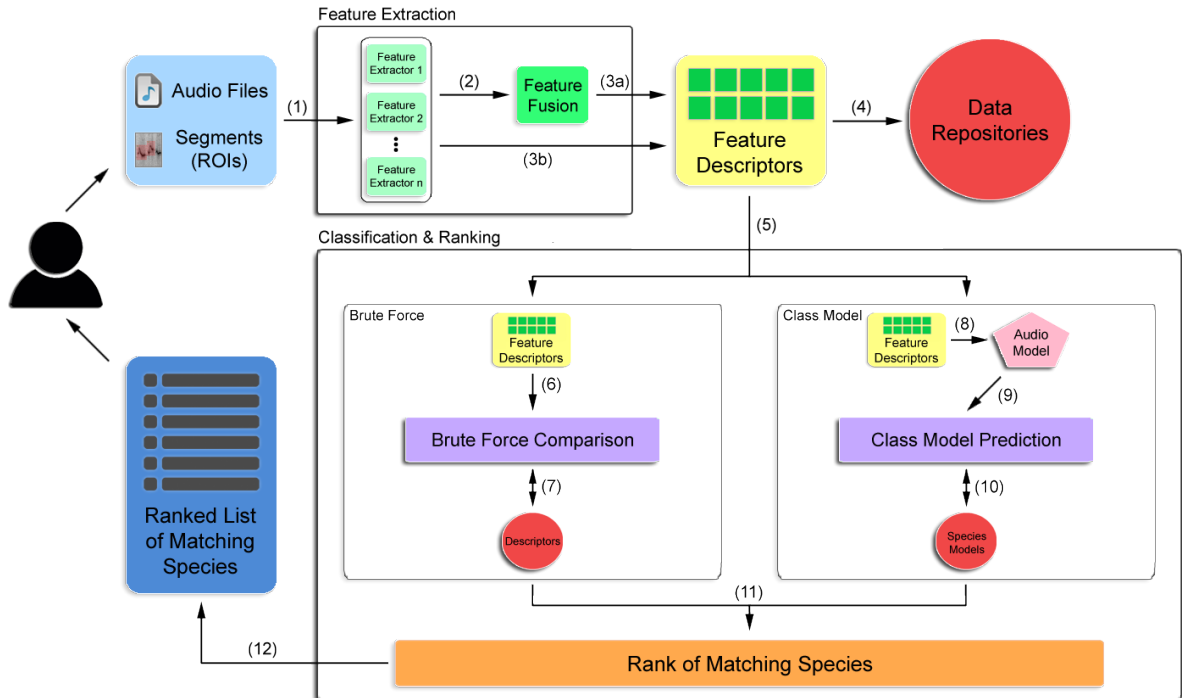 Feature Extraction
Audio Files
Segments
(ROIs)
(1)
Feature
Extractor 1
Feature
Extractor 2
Feature
Extractor n
(2)
Feature
Fusion
(3a)
(3b)
Feature
Descriptors
(4)
Data
Repositories
(5)
Classification & Ranking
Brute Force
Feature
Descriptors
(6)
Brute Force Comparison
(7)
Descriptors
Class Model
Feature
Descriptors
(8)
Audio
Model
(9)
Class Model Prediction
(10)
Species
Models
(11)
Rank of Matching Species
(12)
Ranked List
of Matching
Species